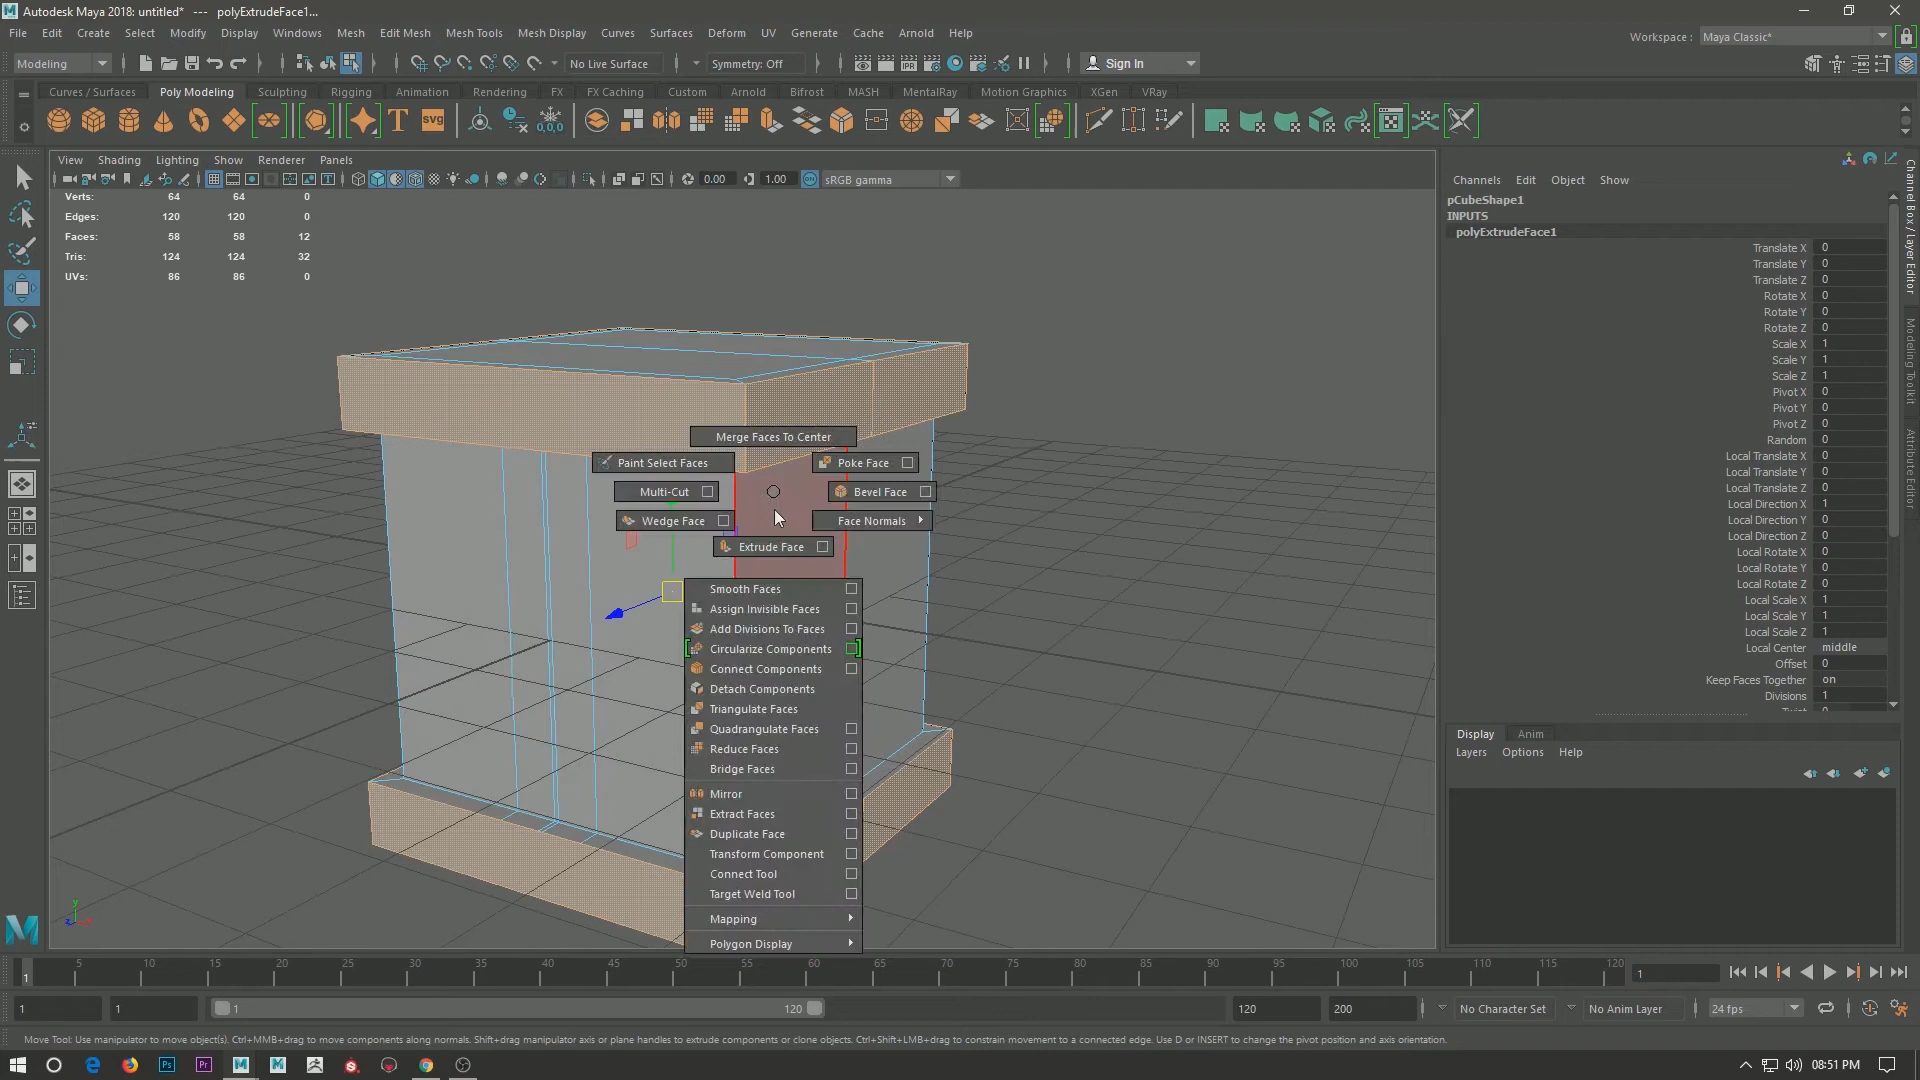 Autodesk Maya 2018: untitled*   ---   polyExtrudeFace1...
File Edit Create Select Modify Display Windows Mesh Edit Mesh Mesh Tools Mesh Display Curves Surfaces Deform UV Generate Cache Arnold Help
Workspace : Maya Classic*
Modeling No Live Surface Symmetry: Off Sign In
Curves / Surfaces Poly Modeling Sculpting Rigging Animation Rendering FX FX Caching Custom Arnold Bifrost MASH MentalRay Motion Graphics XGen VRay
View Shading Lighting Show Renderer Panels
0.00 1.00 sRGB gamma
Verts: 64 64 0
Edges: 120 120 0
Faces: 58 58 12
Tris: 124 124 32
UVs: 86 86 0
Merge Faces To Center
Paint Select Faces Poke Face
Multi-Cut Bevel Face
Wedge Face Face Normals
Extrude Face
Smooth Faces
Assign Invisible Faces
Add Divisions To Faces
Circularize Components
Connect Components
Detach Components
Triangulate Faces
Quadrangulate Faces
Reduce Faces
Bridge Faces
Mirror
Extract Faces
Duplicate Face
Transform Component
Connect Tool
Target Weld Tool
Mapping
Polygon Display
Channels Edit Object Show
pCubeShape1
INPUTS
polyExtrudeFace1
Translate X 0
Translate Y 0
Translate Z 0
Rotate X 0
Rotate Y 0
Rotate Z 0
Scale X 1
Scale Y 1
Scale Z 1
Pivot X 0
Pivot Y 0
Pivot Z 0
Random 0
Local Translate X 0
Local Translate Y 0
Local Translate Z 0
Local Direction X 1
Local Direction Y 0
Local Direction Z 0
Local Rotate X 0
Local Rotate Y 0
Local Rotate Z 0
Local Scale X 1
Local Scale Y 1
Local Scale Z 1
Local Center middle
Offset 0
Keep Faces Together on
Divisions 1
Channel Box / Layer Editor
Modeling Toolkit
Attribute Editor
Display Anim
Layers Options Help
5 10 15 20 25 30 35 40 45 50 55 60 65 70 75 80 85 90 95 100 105 110 115 120
1 1
1 1 1 120 120 200 No Character Set No Anim Layer 24 fps
Move Tool: Use manipulator to move object(s). Ctrl+MMB+drag to move components along normals. Shift+drag manipulator axis or plane handles to extrude components or clone objects. Ctrl+Shift+LMB+drag to constrain movement to a connected edge. Use D or INSERT to change the pivot position and axis orientation.
08:51 PM